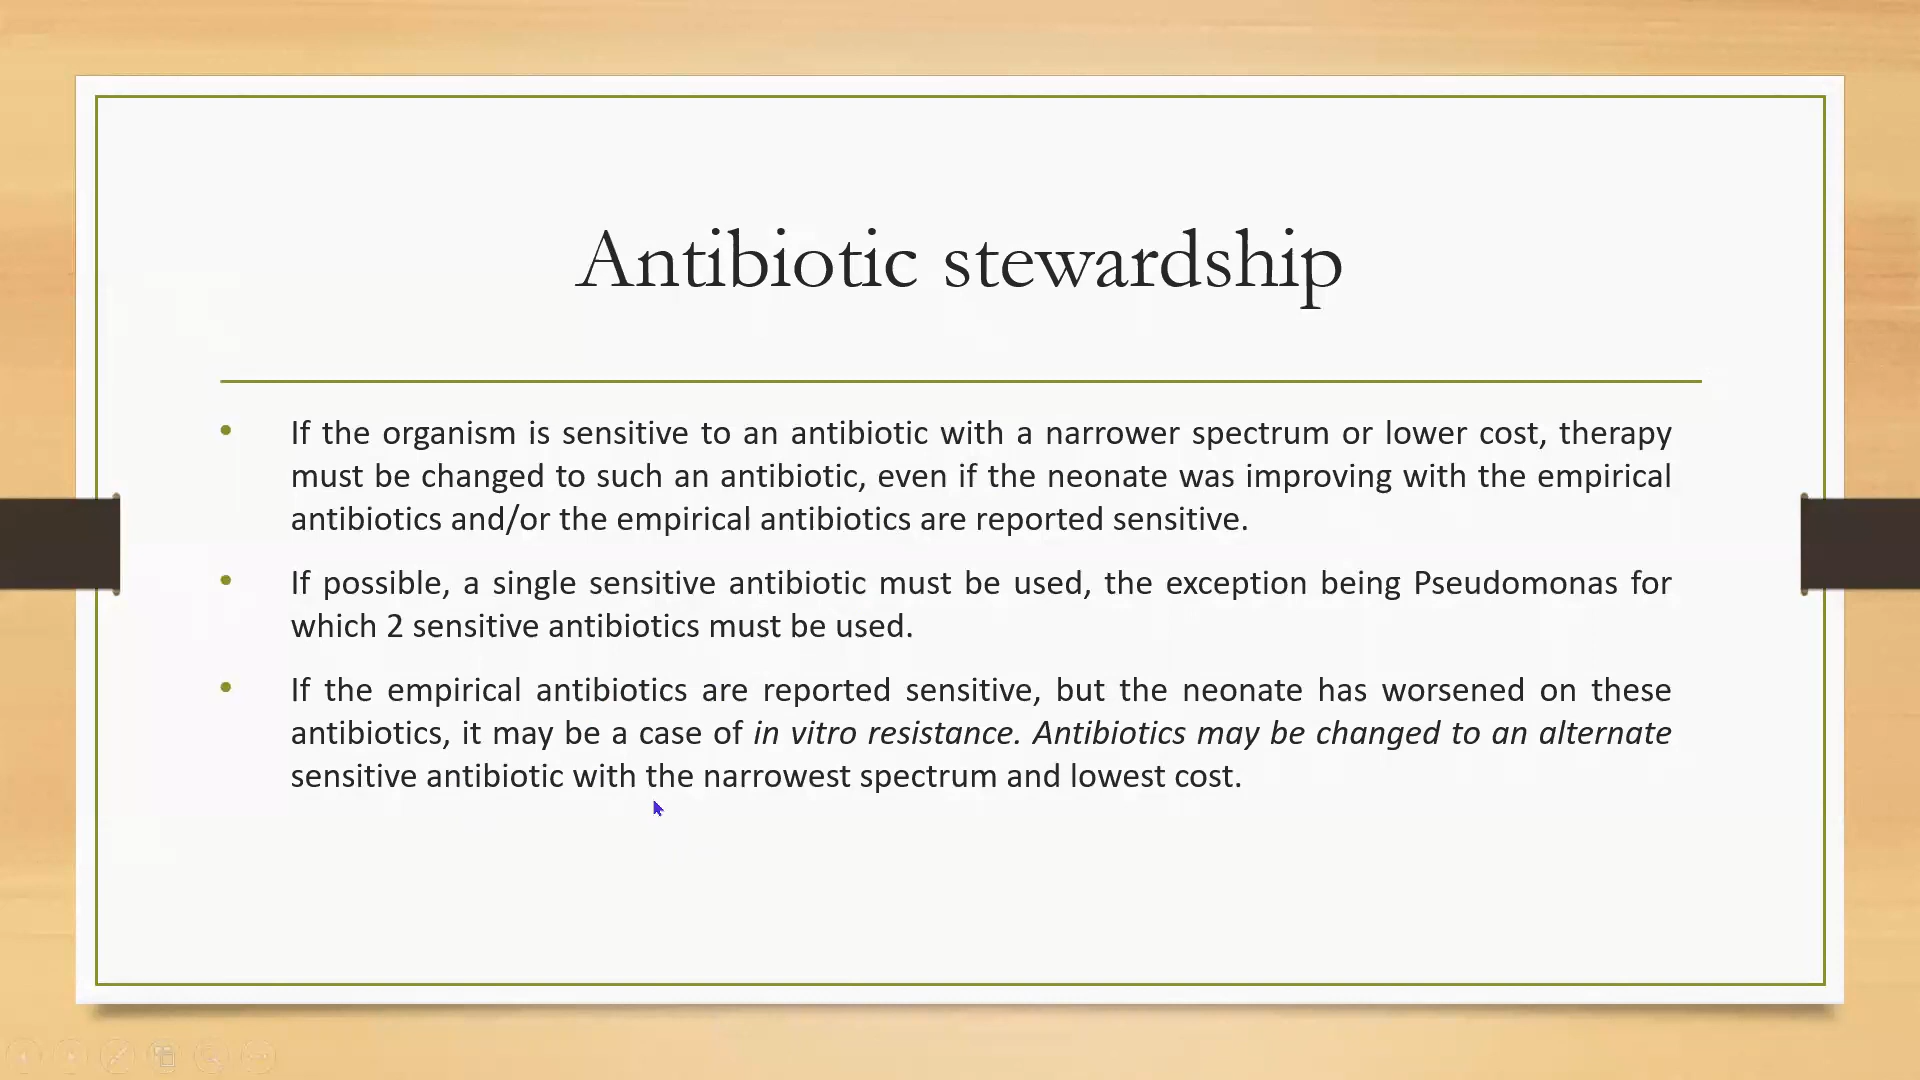 Antibiotic stewardship
• If the organism is sensitive to an antibiotic with a narrower spectrum or lower cost, therapy
must be changed to such an antibiotic, even if the neonate was improving with the empirical
antibiotics and/or the empirical antibiotics are reported sensitive.
• If possible, a single sensitive antibiotic must be used, the exception being Pseudomonas for
which 2 sensitive antibiotics must be used.
• If the empirical antibiotics are reported sensitive, but the neonate has worsened on these
antibiotics, it may be a case of in vitro resistance. Antibiotics may be changed to an alternate
sensitive antibiotic with the narrowest spectrum and lowest cost.